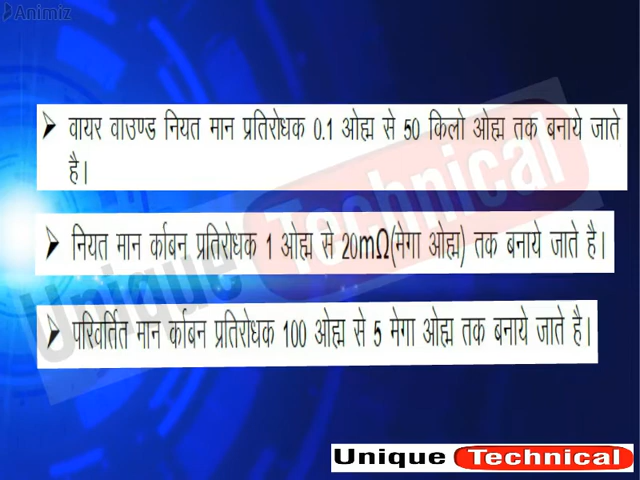 Animiz
➤ वायर वाउण्ड नियत मान प्रतिरोधक 0.1 ओह्म से 50 किलो ओह्म तक बनाये जाते
है।
➤ नियत मान र्काबन प्रतिरोधक 1 ओह्म से 20mΩ(मेगा ओह्म) तक बनाये जाते है।
➤ परिवर्तित मान र्काबन प्रतिरोधक 100 ओह्म से 5 मेगा ओह्म तक बनाये जाते है।
Unique Technical
Unique Technical